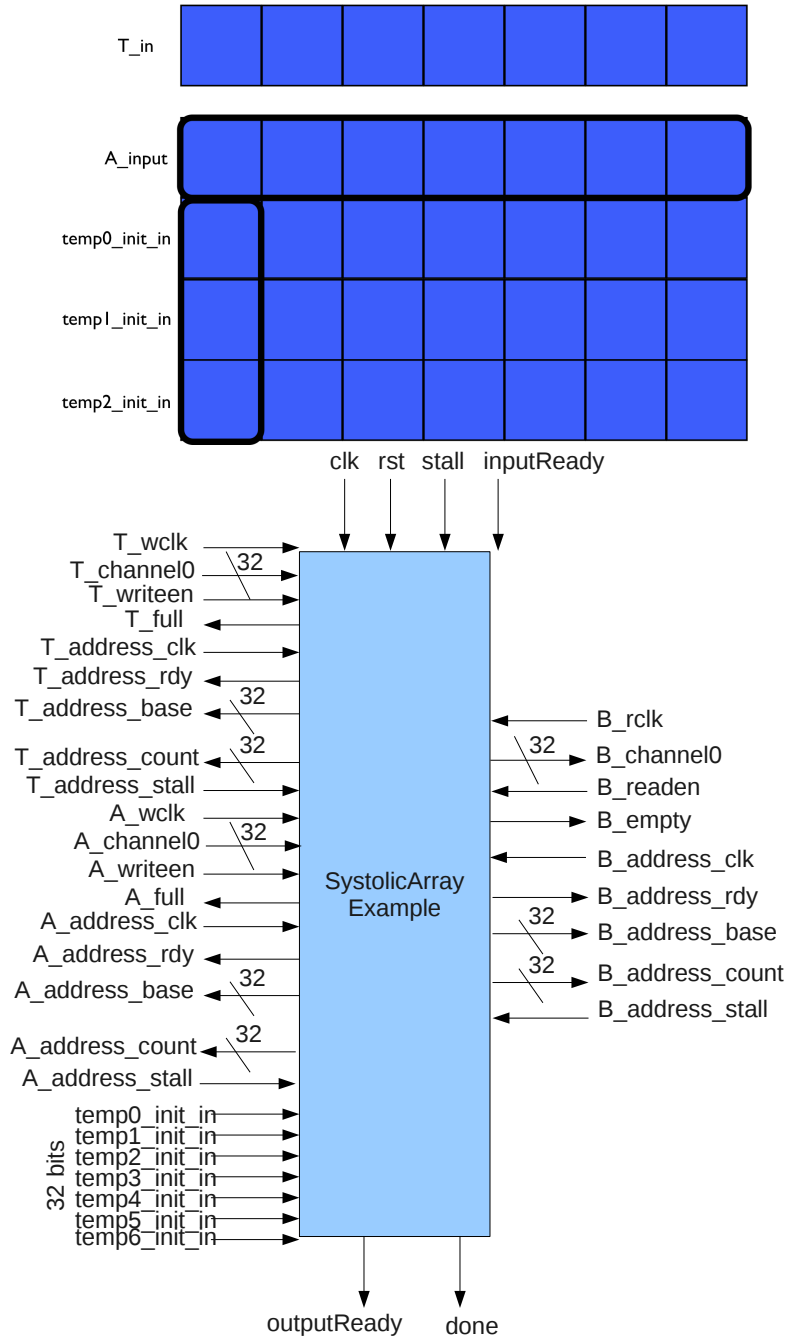 T_in
A_input
temp0_init_in
temp1_init_in
temp2_init_in
clk rst stall inputReady
T_wclk
32
T_channel0
T_writeen
T_full
T_address_clk
T_address_rdy
32
T_address_base
32
T_address_count
T_address_stall
A_wclk
32
A_channel0
A_writeen
A_full
A_address_clk
A_address_rdy
32
A_address_base
32
A_address_count
A_address_stall
32 bits
temp0_init_in
temp1_init_in
temp2_init_in
temp3_init_in
temp4_init_in
temp5_init_in
temp6_init_in
SystolicArray
Example
B_rclk
32
B_channel0
B_readen
B_empty
B_address_clk
B_address_rdy
32
B_address_base
32
B_address_count
B_address_stall
outputReady done